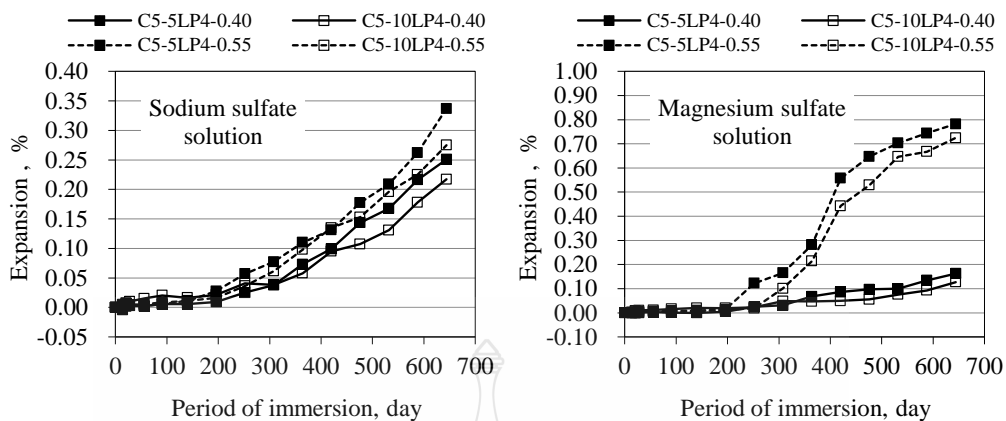 C5-5LP4-0.40 C5-10LP4-0.40
C5-5LP4-0.55 C5-10LP4-0.55
0.40
0.35
0.30
0.25
0.20
0.15
0.10
0.05
0.00
-0.05
Expansion , %
Sodium sulfate
solution
0 100 200 300 400 500 600 700
Period of immersion, day
C5-5LP4-0.40 C5-10LP4-0.40
C5-5LP4-0.55 C5-10LP4-0.55
1.00
0.90
0.80
0.70
0.60
0.50
0.40
0.30
0.20
0.10
0.00
-0.10
Expansion , %
Magnesium sulfate
solution
0 100 200 300 400 500 600 700
Period of immersion, day